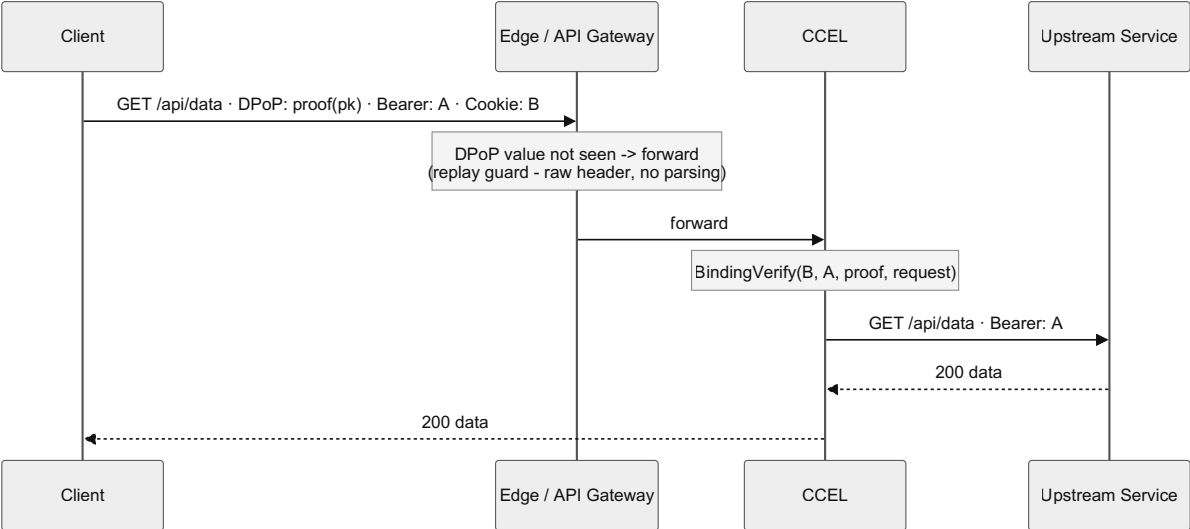 Client
Edge / API Gateway
CCEL
Upstream Service
GET /api/data · DPoP: proof(pk) · Bearer: A · Cookie: B
DPoP value not seen -> forward
(replay guard - raw header, no parsing)
forward
BindingVerify(B, A, proof, request)
GET /api/data · Bearer: A
200 data
200 data
Client
Edge / API Gateway
CCEL
Upstream Service